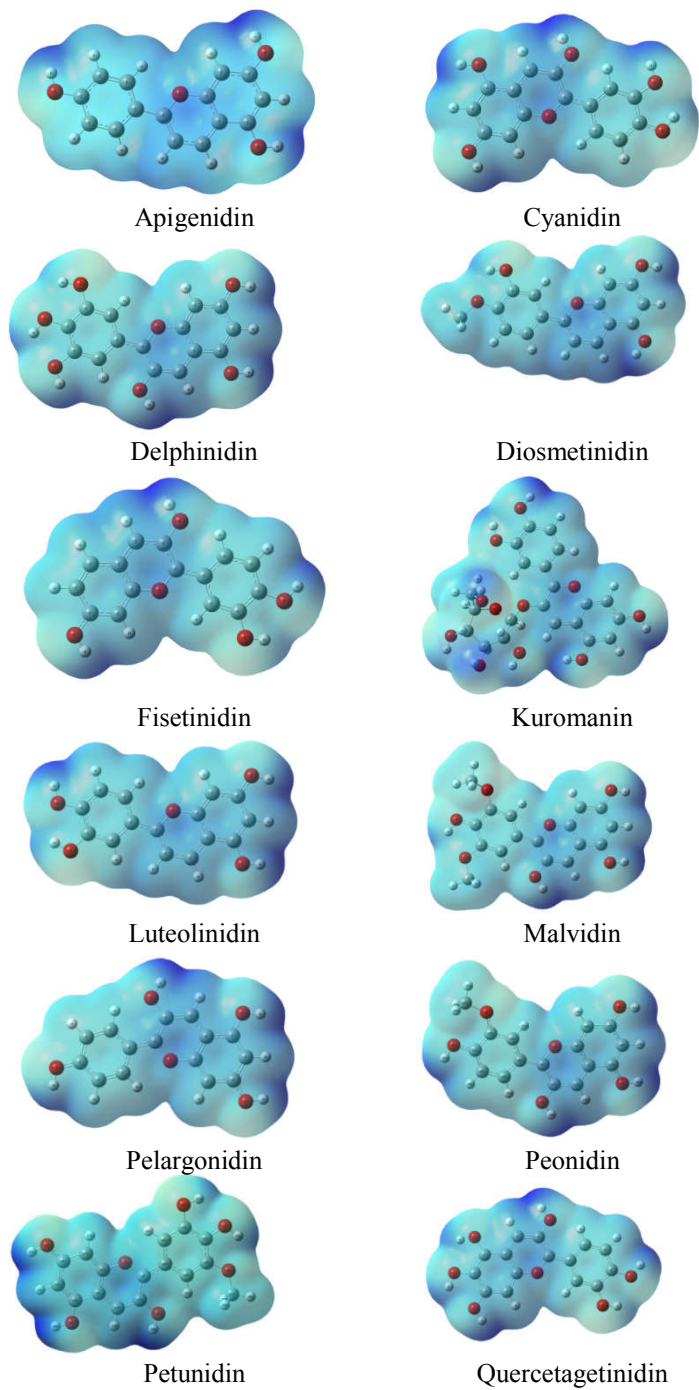 Apigenidin
Cyanidin
Delphinidin
Diosmetinidin
Fisetinidin
Kuromanin
Luteolinidin
Malvidin
Pelargonidin
Peonidin
Petunidin
Quercetagetinidin